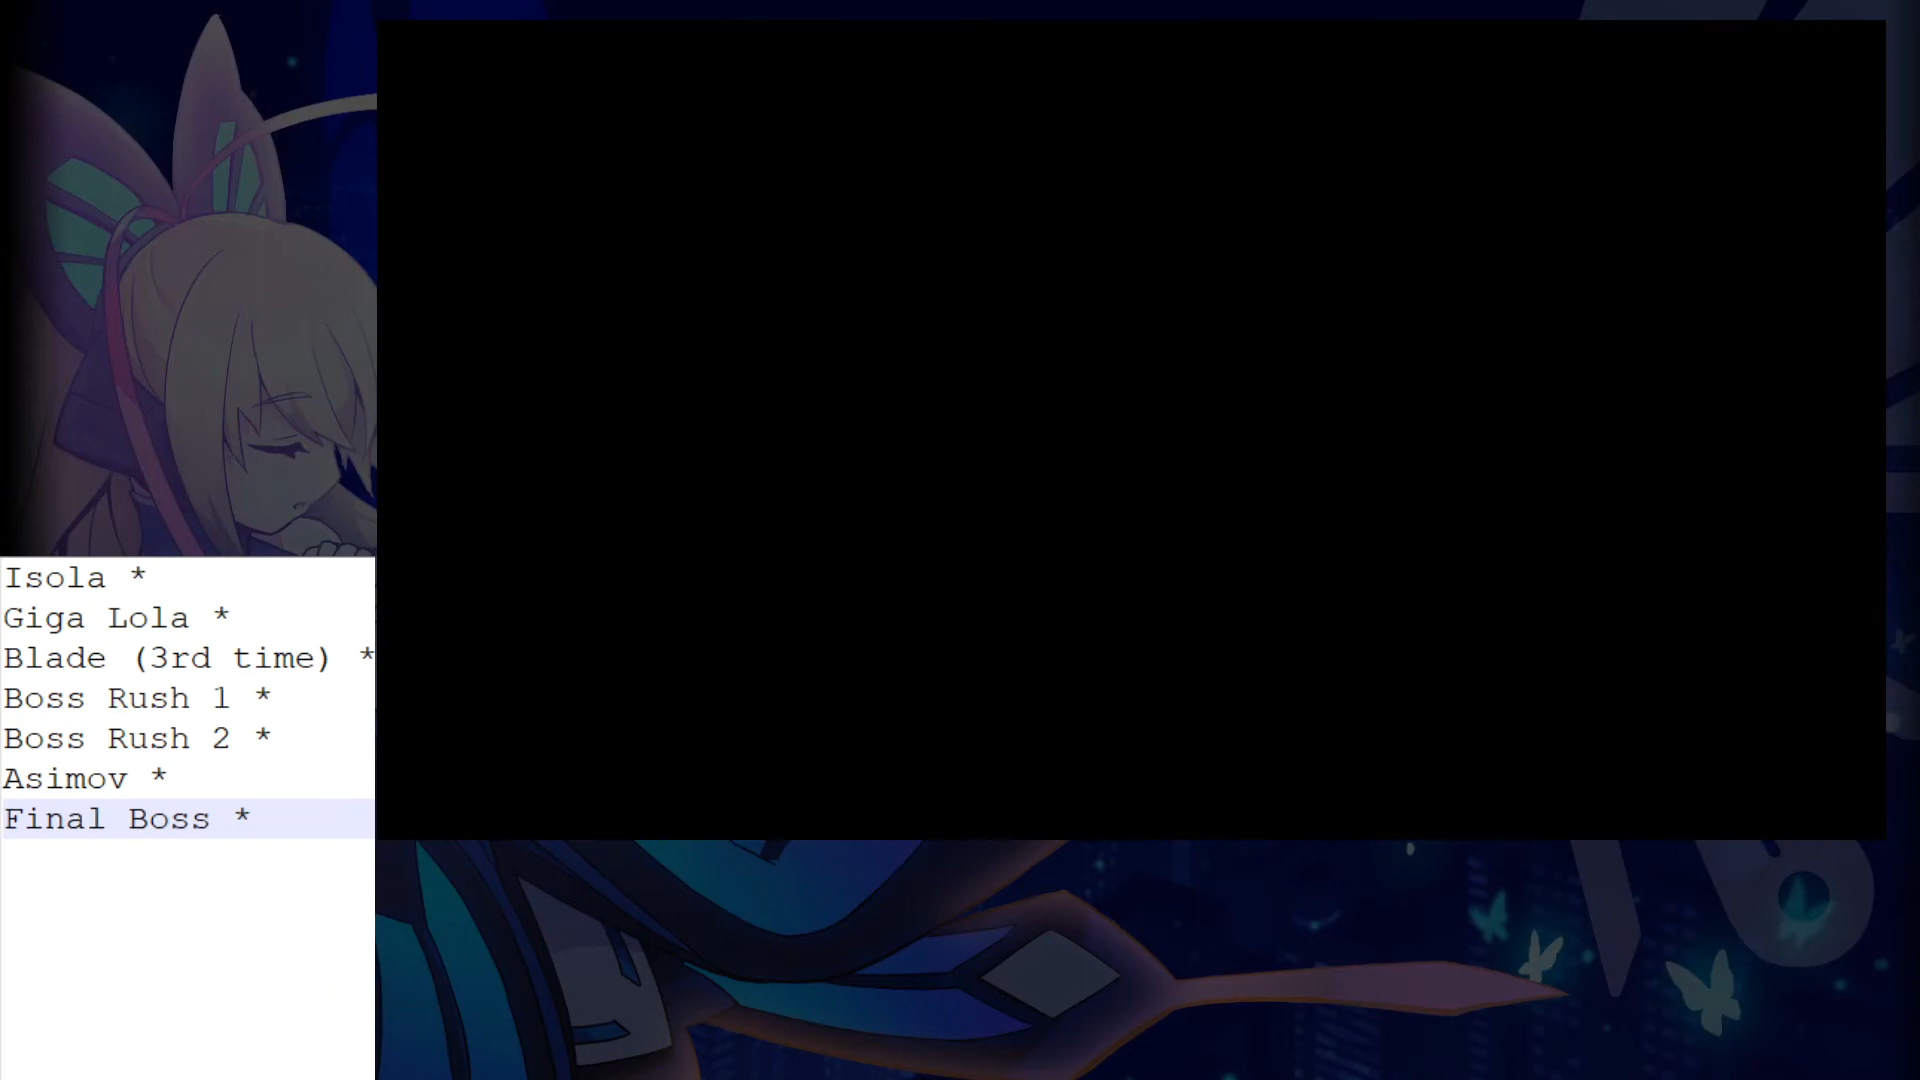 Isola *
Giga Lola *
Blade (3rd time) *
Boss Rush 1 *
Boss Rush 2 *
Asimov *
Final Boss *